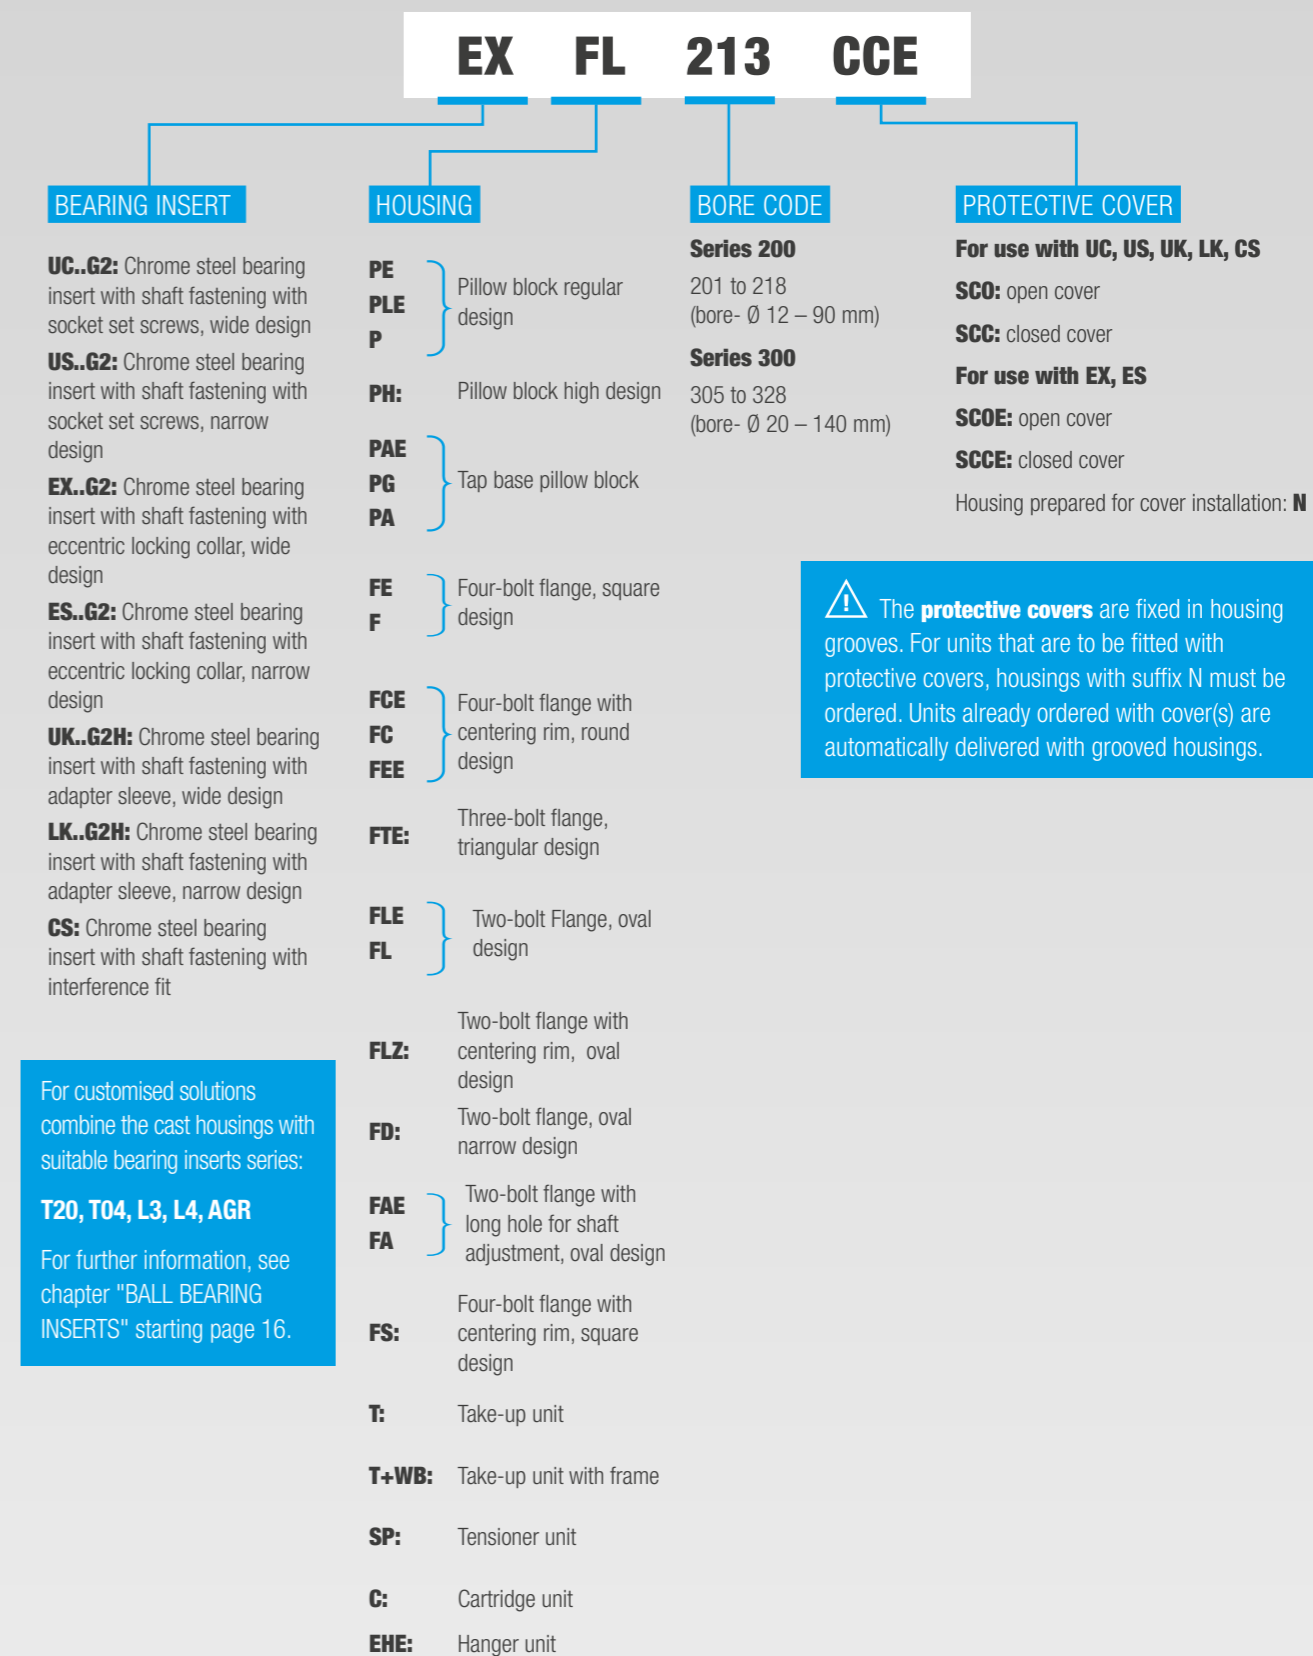 EX FL 213 CCE
BEARING INSERT
UC..G2: Chrome steel bearing
insert with shaft fastening with
socket set screws, wide design
US..G2: Chrome steel bearing
insert with shaft fastening with
socket set screws, narrow
design
EX..G2: Chrome steel bearing
insert with shaft fastening with
eccentric locking collar, wide
design
ES..G2: Chrome steel bearing
insert with shaft fastening with
eccentric locking collar, narrow
design
UK..G2H: Chrome steel bearing
insert with shaft fastening with
adapter sleeve, wide design
LK..G2H: Chrome steel bearing
insert with shaft fastening with
adapter sleeve, narrow design
CS: Chrome steel bearing
insert with shaft fastening with
interference fit
For customised solutions
combine the cast housings with
suitable bearing inserts series:
T20, T04, L3, L4, AGR
For further information, see
chapter "BALL BEARING
INSERTS" starting page 16.
HOUSING
PE
PLE
P
Pillow block regular
design
PH: Pillow block high design
PAE
PG
PA
Tap base pillow block
FE
F
Four-bolt flange, square
design
FCE
FC
FEE
Four-bolt flange with
centering rim, round
design
FTE:
Three-bolt flange,
triangular design
FLE
FL
Two-bolt Flange, oval
design
FLZ:
Two-bolt flange with
centering rim, oval
design
FD:
Two-bolt flange, oval
narrow design
FAE
FA
Two-bolt flange with
long hole for shaft
adjustment, oval design
FS:
Four-bolt flange with
centering rim, square
design
T: Take-up unit
T+WB: Take-up unit with frame
SP: Tensioner unit
C: Cartridge unit
EHE: Hanger unit
BORE CODE
Series 200
201 to 218
(bore- Ø 12 – 90 mm)
Series 300
305 to 328
(bore- Ø 20 – 140 mm)
PROTECTIVE COVER
For use with UC, US, UK, LK, CS
SCO: open cover
SCC: closed cover
For use with EX, ES
SCOE: open cover
SCCE: closed cover
Housing prepared for cover installation: N
! The protective covers are fixed in housing
grooves. For units that are to be fitted with
protective covers, housings with suffix N must be
ordered. Units already ordered with cover(s) are
automatically delivered with grooved housings.